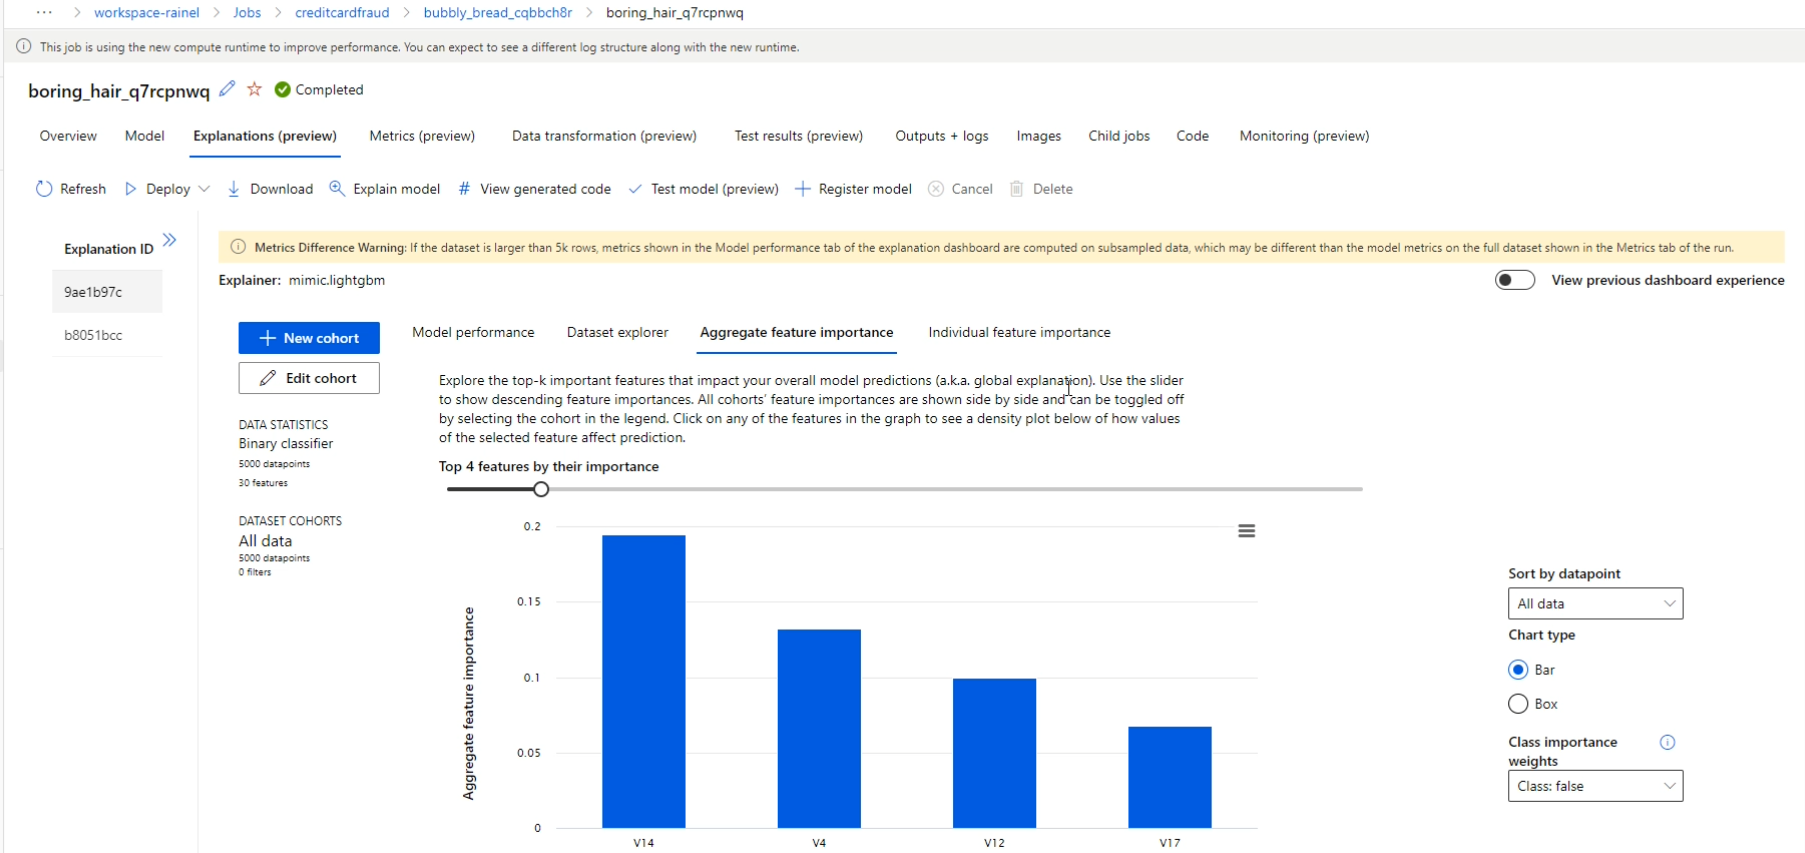 ··· > workspace-rainel > Jobs > creditcardfraud > bubbly_bread_cqbbch8r > boring_hair_q7rcpnwq
This job is using the new compute runtime to improve performance. You can expect to see a different log structure along with the new runtime.
boring_hair_q7rcpnwq Completed
Overview Model Explanations (preview) Metrics (preview) Data transformation (preview) Test results (preview) Outputs + logs Images Child jobs Code Monitoring (preview)
Refresh Deploy Download Explain model # View generated code Test model (preview) Register model Cancel Delete
Explanation ID
9ae1b97c
b8051bcc
Metrics Difference Warning: If the dataset is larger than 5k rows, metrics shown in the Model performance tab of the explanation dashboard are computed on subsampled data, which may be different than the model metrics on the full dataset shown in the Metrics tab of the run.
Explainer: mimic.lightgbm
View previous dashboard experience
New cohort
Edit cohort
DATA STATISTICS
Binary classifier
5000 datapoints
30 features
DATASET COHORTS
All data
5000 datapoints
0 filters
Model performance Dataset explorer Aggregate feature importance Individual feature importance
Explore the top-k important features that impact your overall model predictions (a.k.a. global explanation). Use the slider
to show descending feature importances. All cohorts' feature importances are shown side by side and can be toggled off
by selecting the cohort in the legend. Click on any of the features in the graph to see a density plot below of how values
of the selected feature affect prediction.
Top 4 features by their importance
Aggregate feature importance
0.2
0.15
0.1
0.05
0
V14 V4 V12 V17
Sort by datapoint
All data
Chart type
Bar
Box
Class importance
weights
Class: false